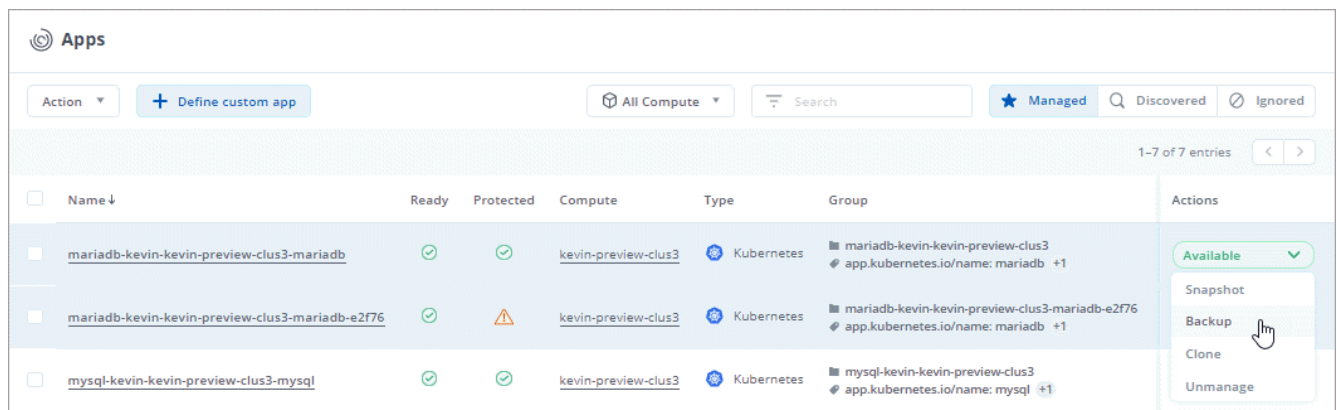 Apps
Action
+ Define custom app
All Compute
Search
Managed
Discovered
Ignored
1–7 of 7 entries
Name↓ Ready Protected Compute Type Group Actions
mariadb-kevin-kevin-preview-clus3-mariadb kevin-preview-clus3 Kubernetes
mariadb-kevin-kevin-preview-clus3
app.kubernetes.io/name: mariadb +1
Available
Snapshot
Backup
Clone
Unmanage
mariadb-kevin-kevin-preview-clus3-mariadb-e2f76 kevin-preview-clus3 Kubernetes
mariadb-kevin-kevin-preview-clus3-mariadb-e2f76
app.kubernetes.io/name: mariadb +1
mysql-kevin-kevin-preview-clus3-mysql kevin-preview-clus3 Kubernetes
mysql-kevin-kevin-preview-clus3
app.kubernetes.io/name: mysql +1